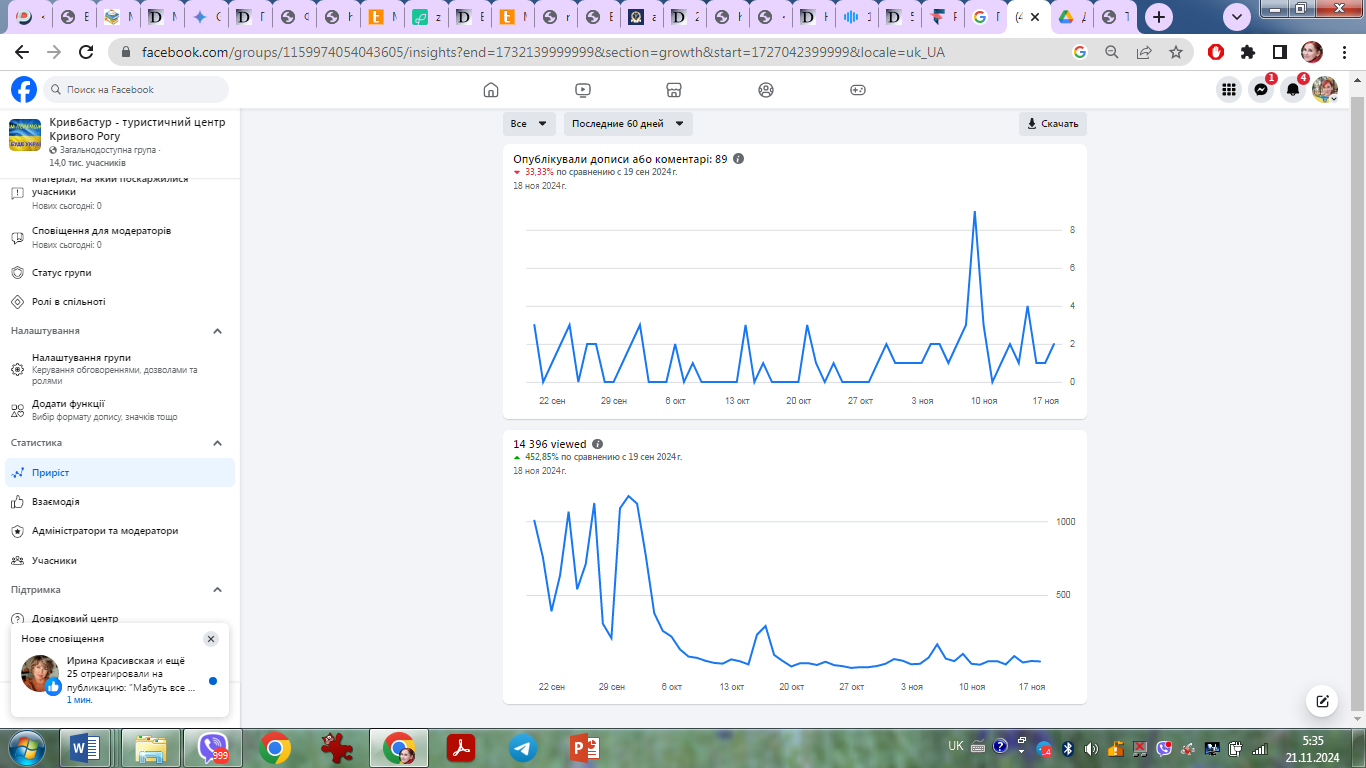 facebook.com/groups/1159974054043605/insights?end=1732139999999&section=growth&start=1727042399999&locale=uk_UA
Поиск на Facebook
1
4
Кривбастур - туристичний центр
Кривого Рогу
Загальнодоступна група ·
14,0 тис. учасників
Матеріал, на який поскаржилися
учасники
Нових сьогодні: 0
Сповіщення для модераторів
Нових сьогодні: 0
Статус групи
Ролі в спільноті
Налаштування
Налаштування групи
Керування обговореннями, дозволами та
ролями
Додати функції
Вибір формату допису, значків тощо
Статистика
Приріст
Взаємодія
Адміністратори та модератори
Учасники
Підтримка
Довідковий центр
Нове сповіщення
Ирина Красивская и ещё
25 отреагировали на
публикацию: "Мабуть все ...
1 мин.
Все
Последние 60 дней
Скачать
Опублікували дописи або коментарі: 89
33,33% по сравнению с 19 сен 2024 г.
18 ноя 2024 г.
8
6
4
2
0
22 сен
29 сен
6 окт
13 окт
20 окт
27 окт
3 ноя
10 ноя
17 ноя
14 396 viewed
452,85% по сравнению с 19 сен 2024 г.
18 ноя 2024 г.
1000
500
22 сен
29 сен
6 окт
13 окт
20 окт
27 окт
3 ноя
10 ноя
17 ноя
999
UK
5:35
21.11.2024